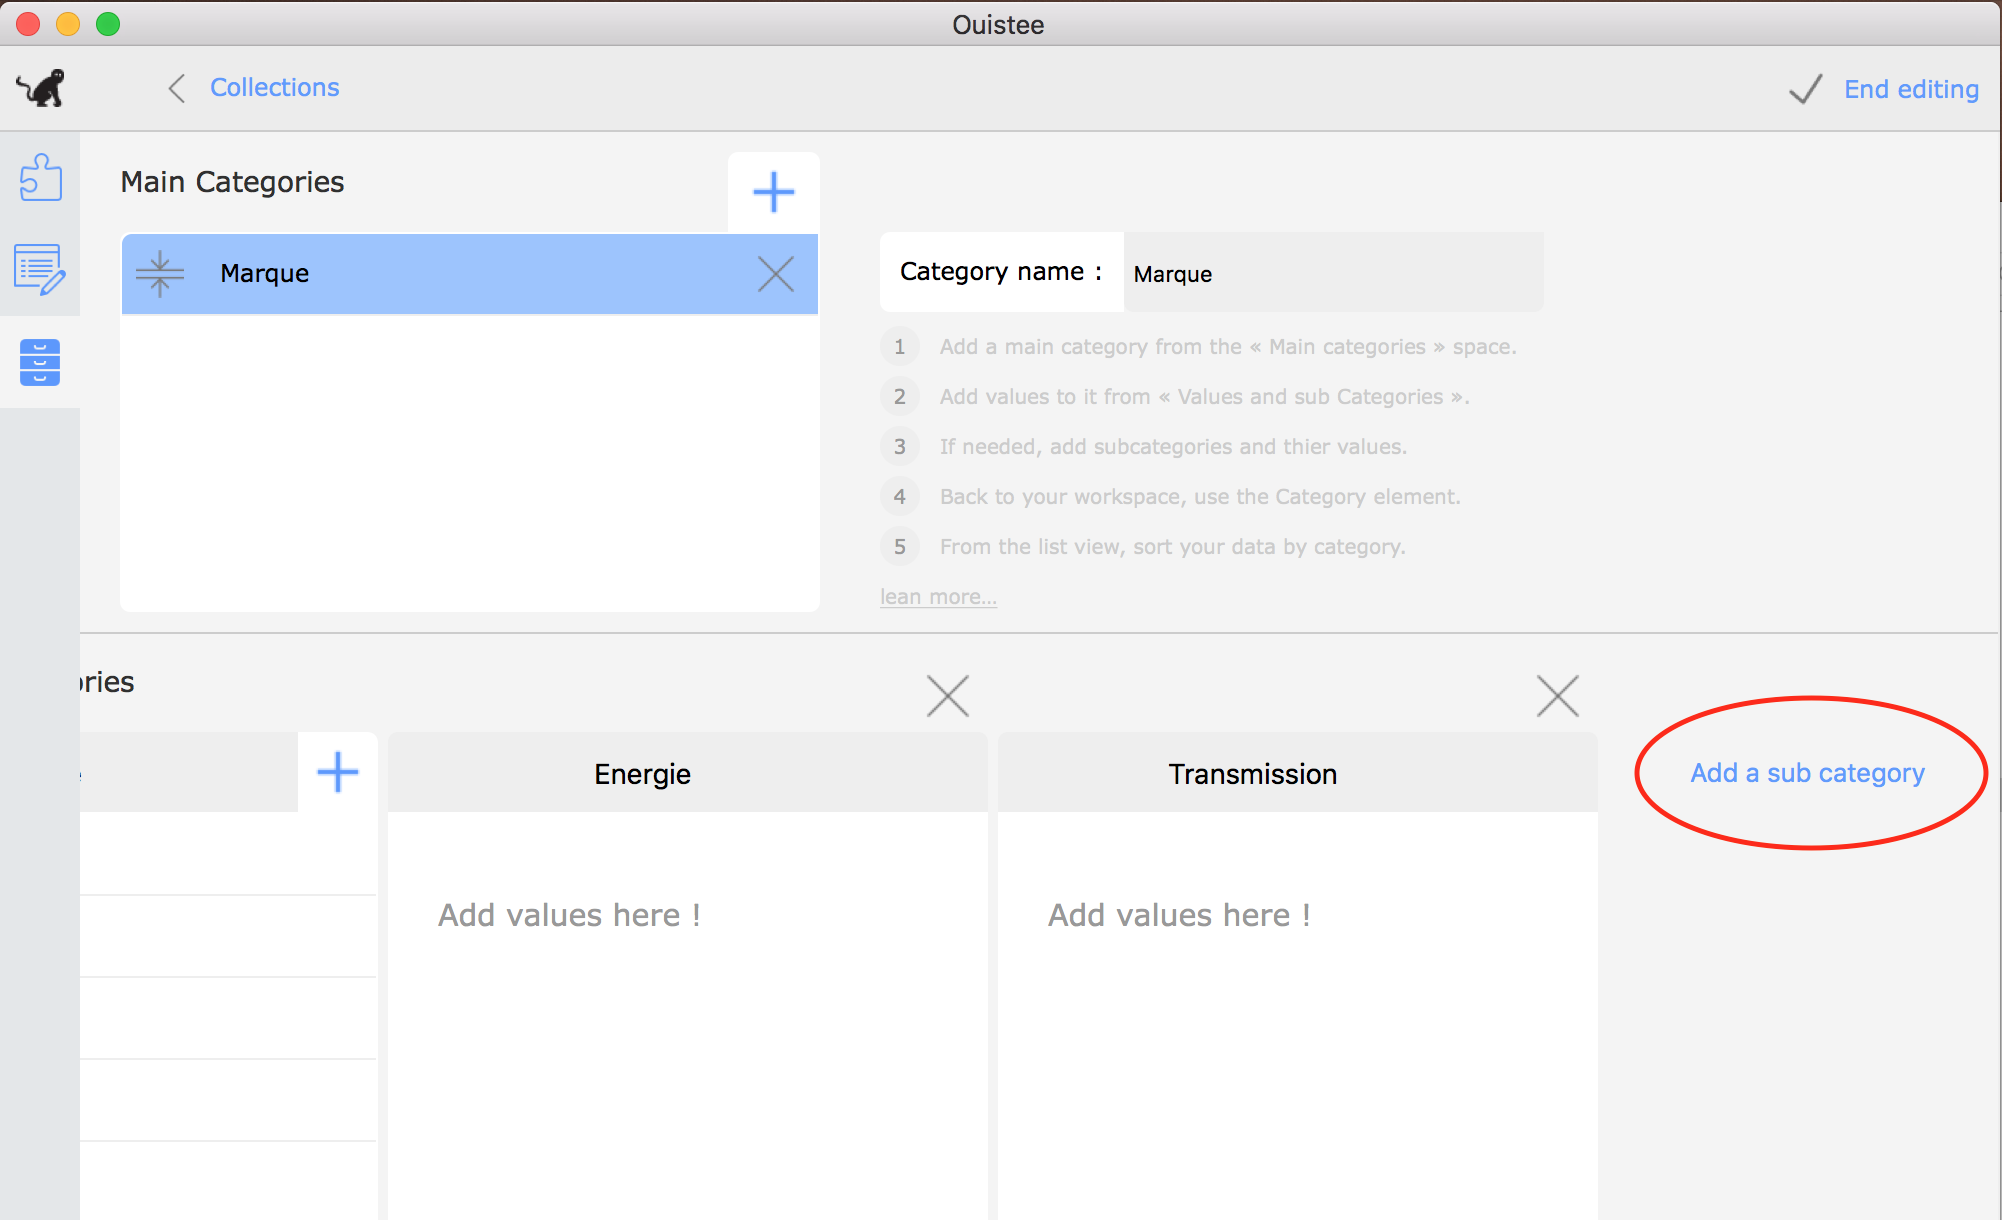 Ouistee
Collections
End editing
Main Categories
Marque
Category name :
Marque
1 Add a main category from the « Main categories » space.
2 Add values to it from « Values and sub Categories ».
3 If needed, add subcategories and thier values.
4 Back to your workspace, use the Category element.
5 From the list view, sort your data by category.
lean more...
ories
Energie
Transmission
Add a sub category
Add values here !
Add values here !